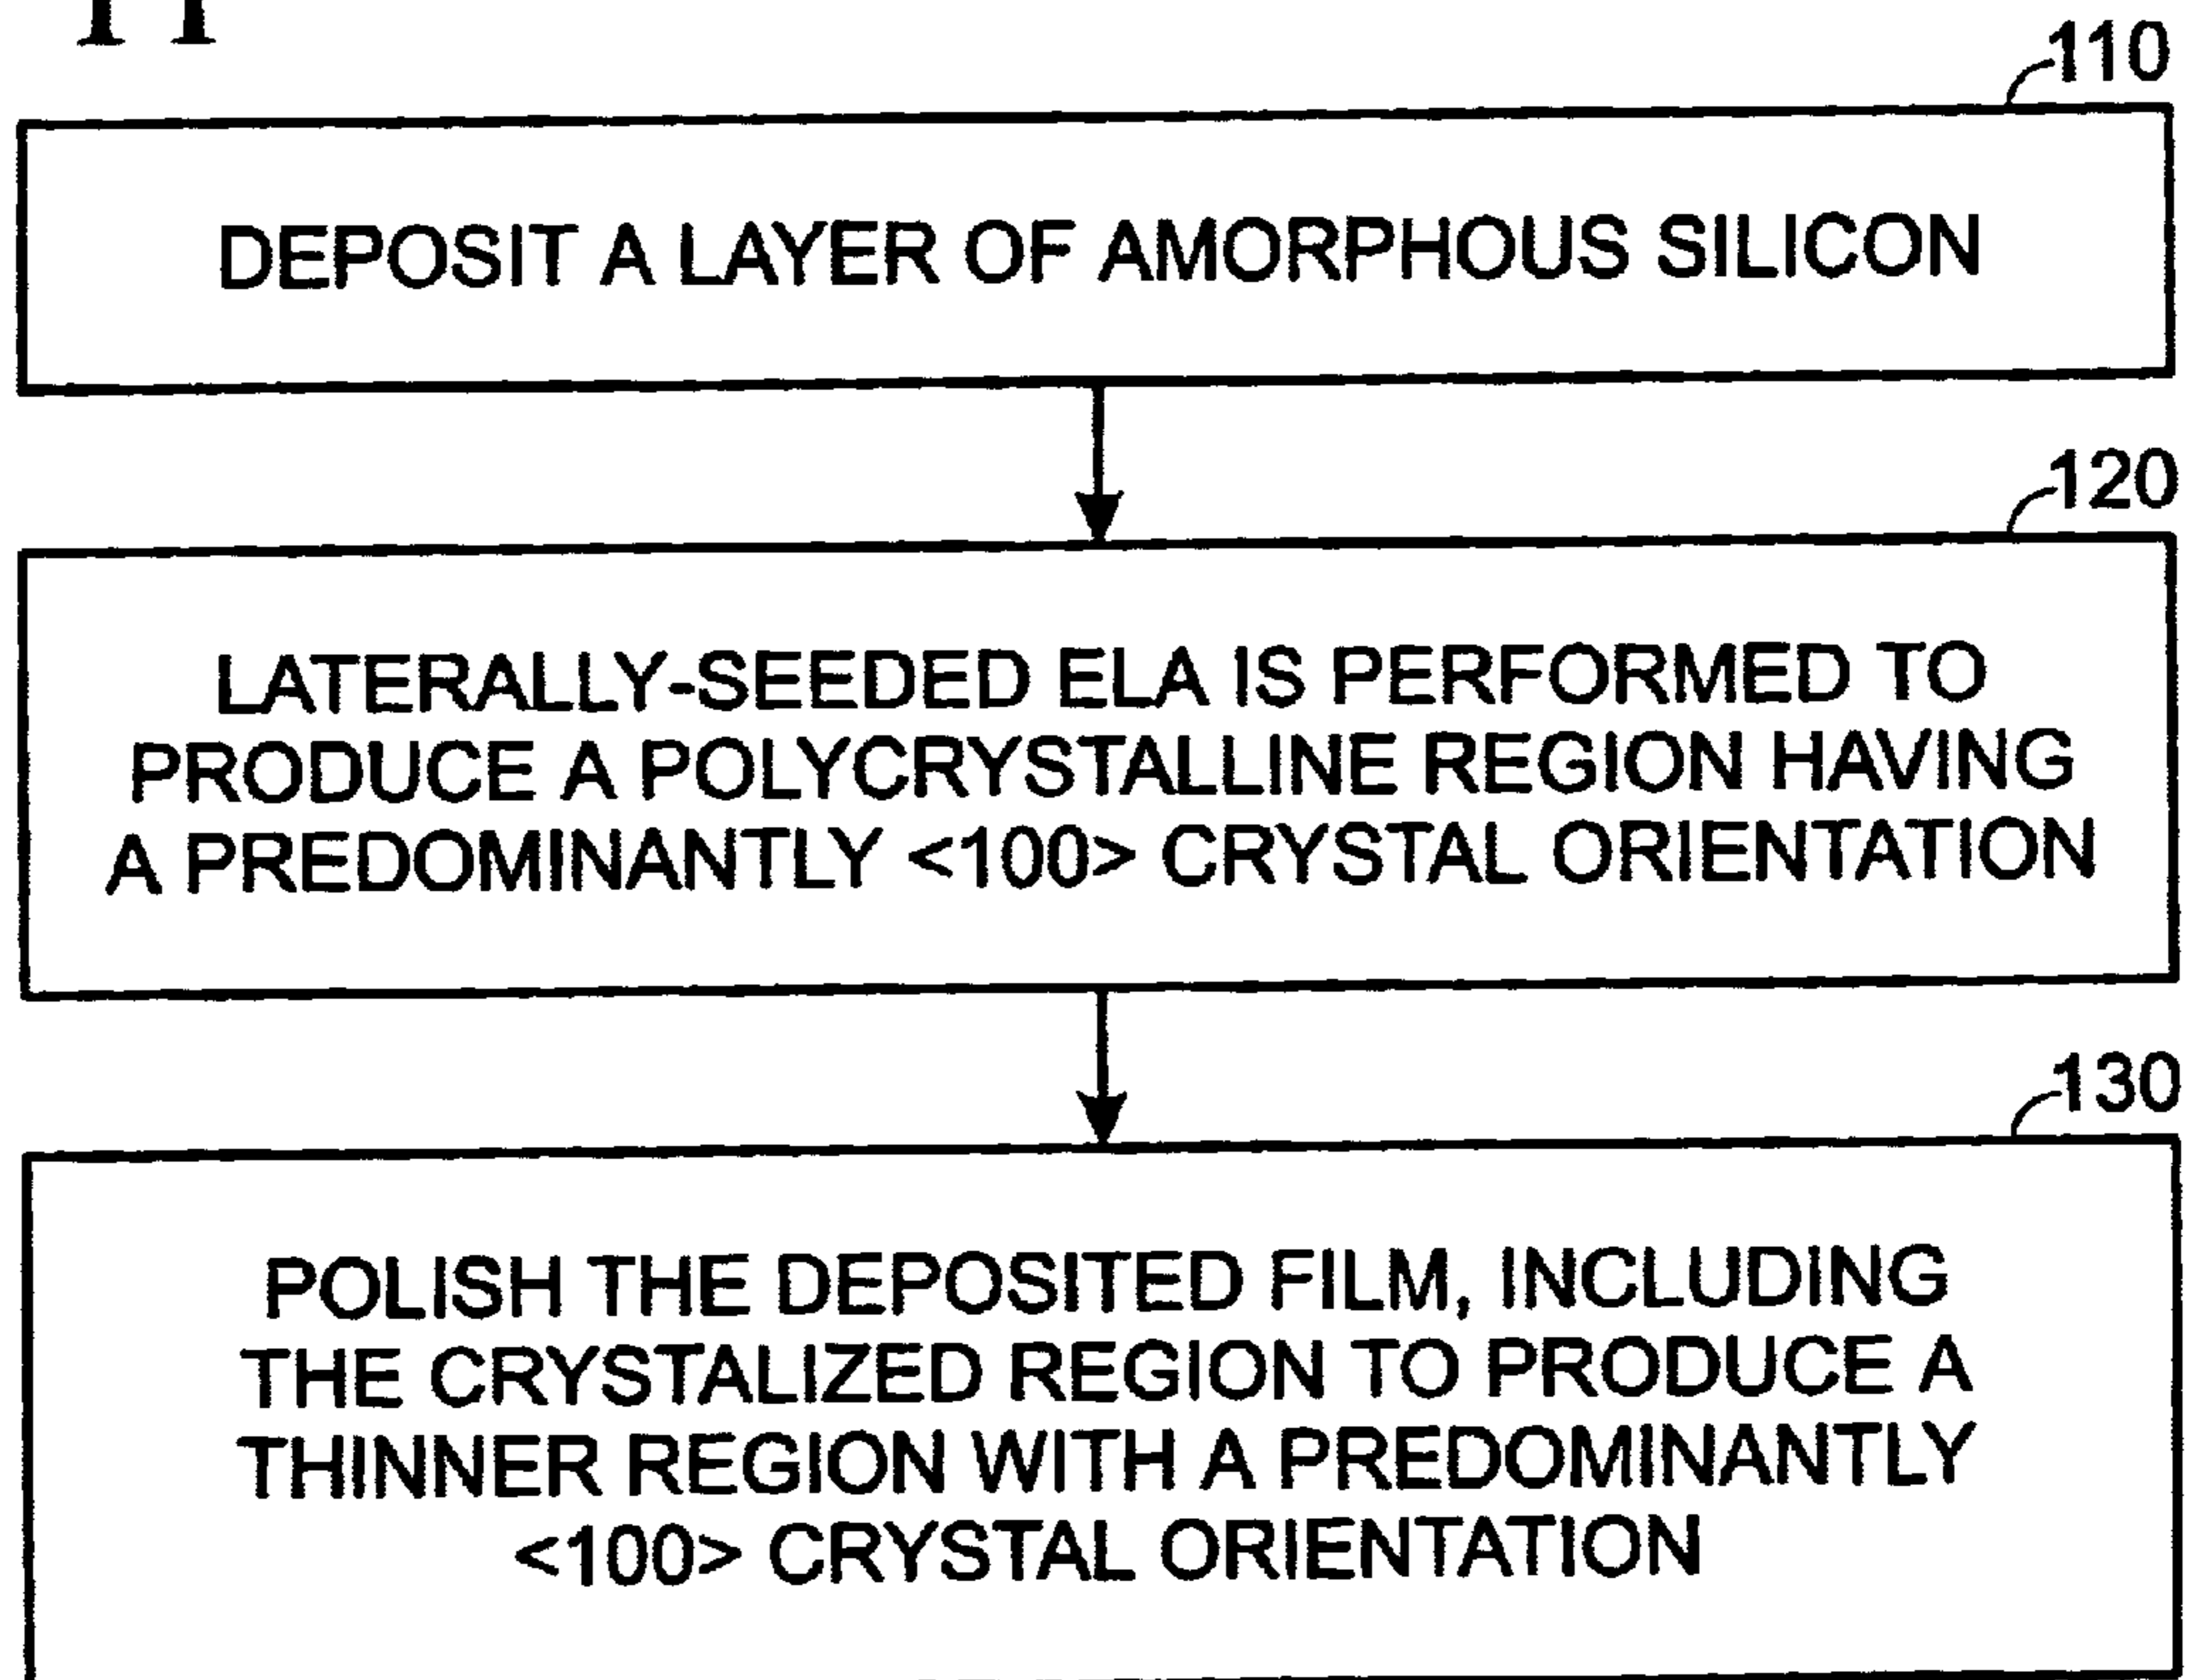 110
DEPOSIT A LAYER OF AMORPHOUS SILICON
120
LATERALLY-SEEDED ELA IS PERFORMED TO
PRODUCE A POLYCRYSTALLINE REGION HAVING
A PREDOMINANTLY <100> CRYSTAL ORIENTATION
130
POLISH THE DEPOSITED FILM, INCLUDING
THE CRYSTALIZED REGION TO PRODUCE A
THINNER REGION WITH A PREDOMINANTLY
<100> CRYSTAL ORIENTATION